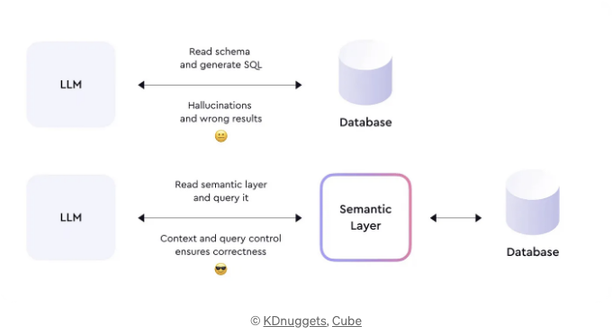 LLM
Read schema
and generate SQL
Hallucinations
and wrong results
Database
LLM
Read semantic layer
and query it
Context and query control
ensures correctness
Semantic
Layer
Database
© KDnuggets, Cube